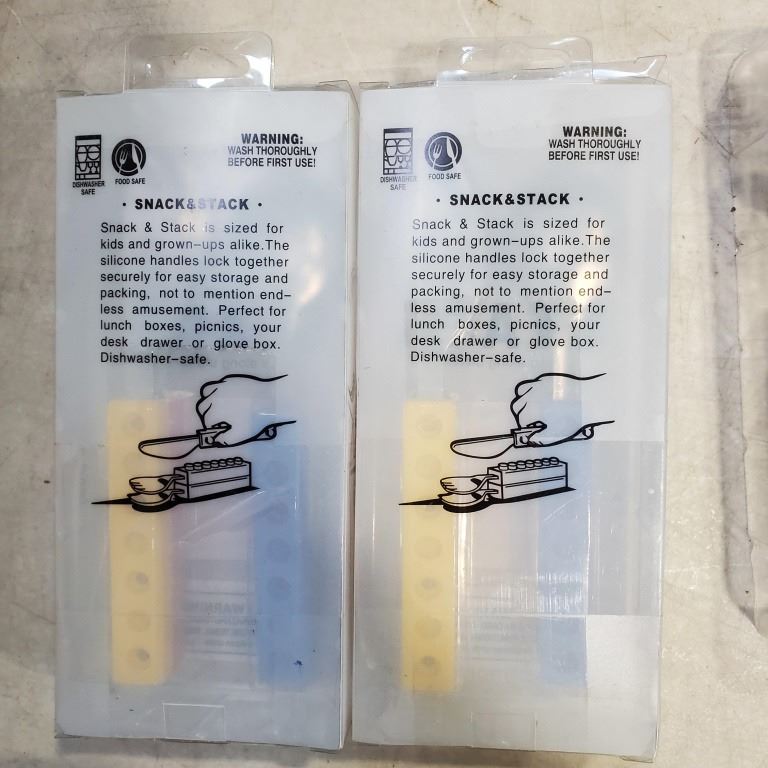 WARNING:
WASH THOROUGHLY
BEFORE FIRST USE!
DISHWASHER
SAFE
FOOD SAFE
· SNACK&STACK ·
Snack & Stack is sized for
kids and grown-ups alike.The
silicone handles lock together
securely for easy storage and
packing, not to mention end-
less amusement. Perfect for
lunch boxes, picnics, your
desk drawer or glove box.
Dishwasher-safe.
WARNING:
WASH THOROUGHLY
BEFORE FIRST USE!
DISHWASHER
SAFE
FOOD SAFE
· SNACK&STACK ·
Snack & Stack is sized for
kids and grown-ups alike.The
silicone handles lock together
securely for easy storage and
packing, not to mention end-
less amusement. Perfect for
lunch boxes, picnics, your
desk drawer or glove box.
Dishwasher-safe.